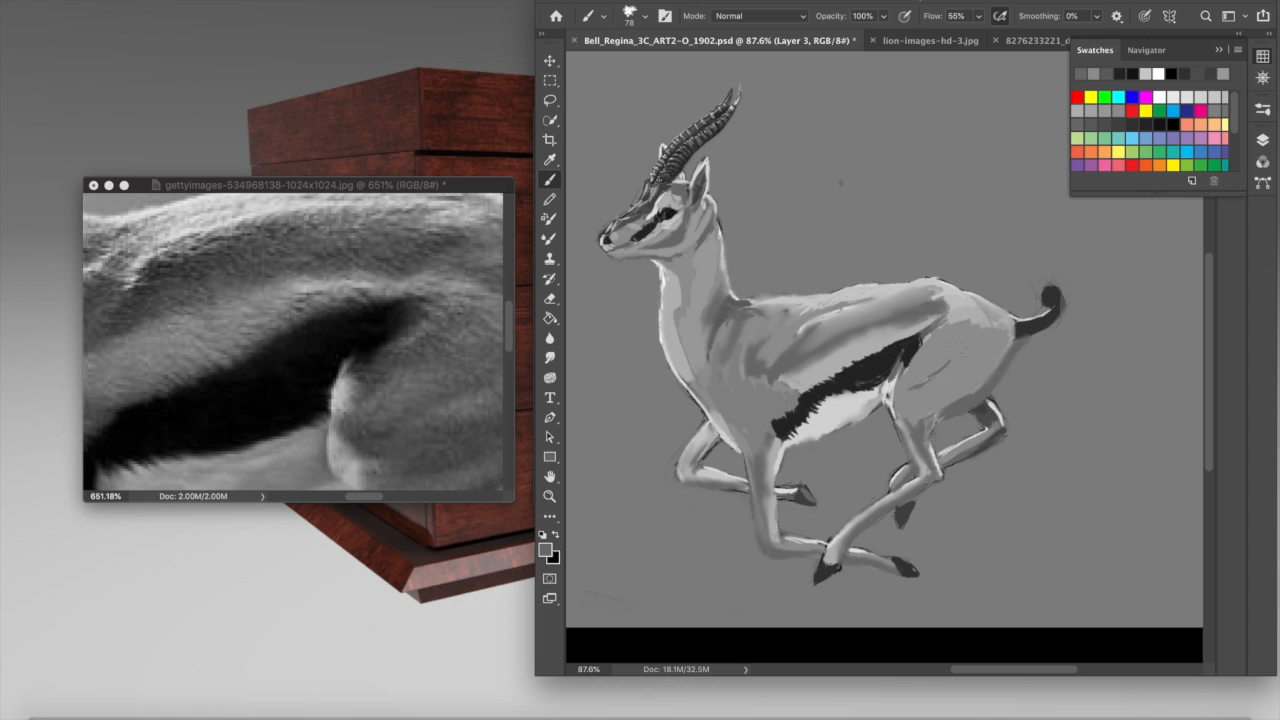 78
Mode:
Normal
Opacity: 100%
Flow: 55%
Smoothing: 0%
Bell_Regina_3C_ART2-O_1902.psd @ 87.6% (Layer 3, RGB/8#) *
lion-images-hd-3.jpg
8276233221_
Swatches
Navigator
gettyimages-534968138-1024x1024.jpg @ 651% (RGB/8#) *
651.18%
Doc: 2.00M/2.00M
T
87.6%
Doc: 18.1M/32.5M